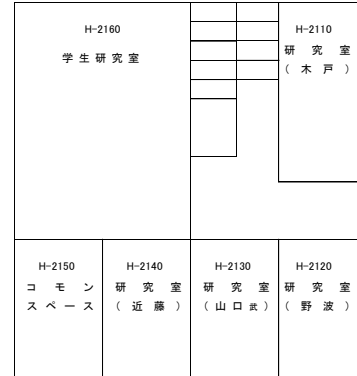 H-2160
学生研究室
H-2110
研究室
(木戸)
H-2150
コモン
スペース
H-2140
研究室
(近藤)
H-2130
研究室
(山口武)
H-2120
研究室
(野波)